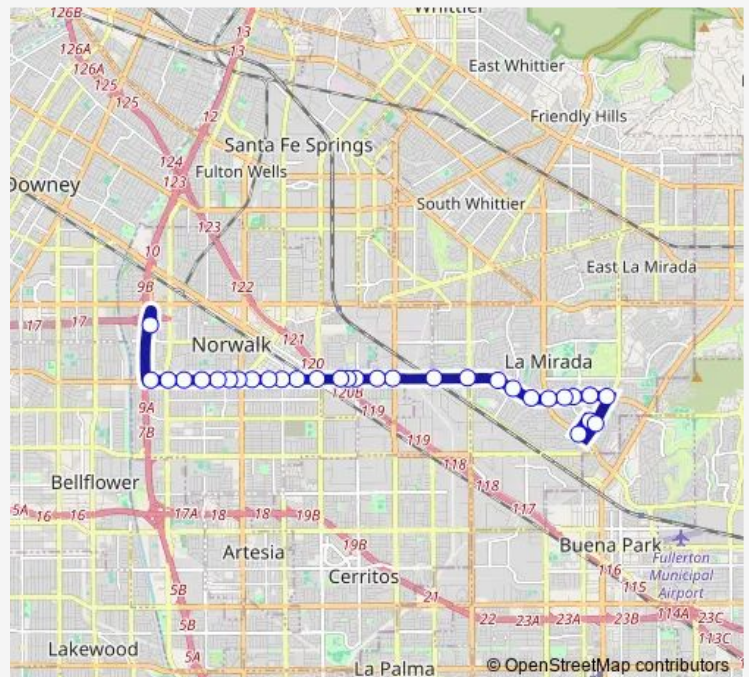 Whittier
126B
13
13
126A
126A
125
125
East Whittier
12
Friendly Hills
Santa Fe Springs
124
123
Fulton Wells
Downey
South Whittier
123
10
East La Mirada
9B
122
17
17
121
Norwalk
120
La Mirada
120B
9A
7B
119
119
118
118
117
Bellflower
5A
16
16
17A
18
18
19B
19B
Artesia
Buena Park
Fullerton
Municipal
Airport
Cerritos
116
115
5B
21
22
23A
23A
23B
114A
23C
113C
5B
Lakewood
5A
La Palma
© OpenStreetMap contributors